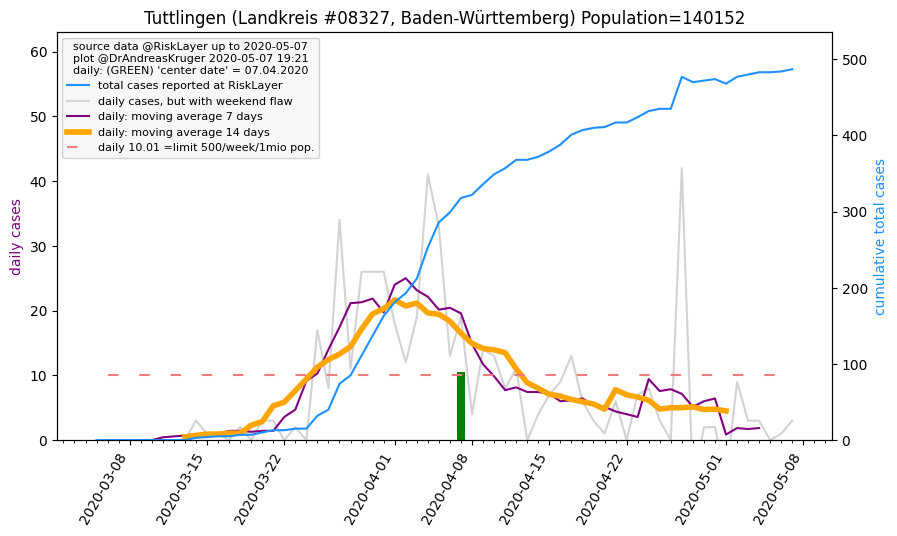 Tuttlingen (Landkreis #08327, Baden-Württemberg) Population=140152
source data @RiskLayer up to 2020-05-07
plot @DrAndreasKruger 2020-05-07 19:21
daily: (GREEN) 'center date' = 07.04.2020
total cases reported at RiskLayer
daily cases, but with weekend flaw
daily: moving average 7 days
daily: moving average 14 days
daily 10.01 =limit 500/week/1mio pop.
daily cases
60
50
40
30
20
10
0
cumulative total cases
500
400
300
200
100
0
2020-03-08
2020-03-15
2020-03-22
2020-04-01
2020-04-08
2020-04-15
2020-04-22
2020-05-01
2020-05-08